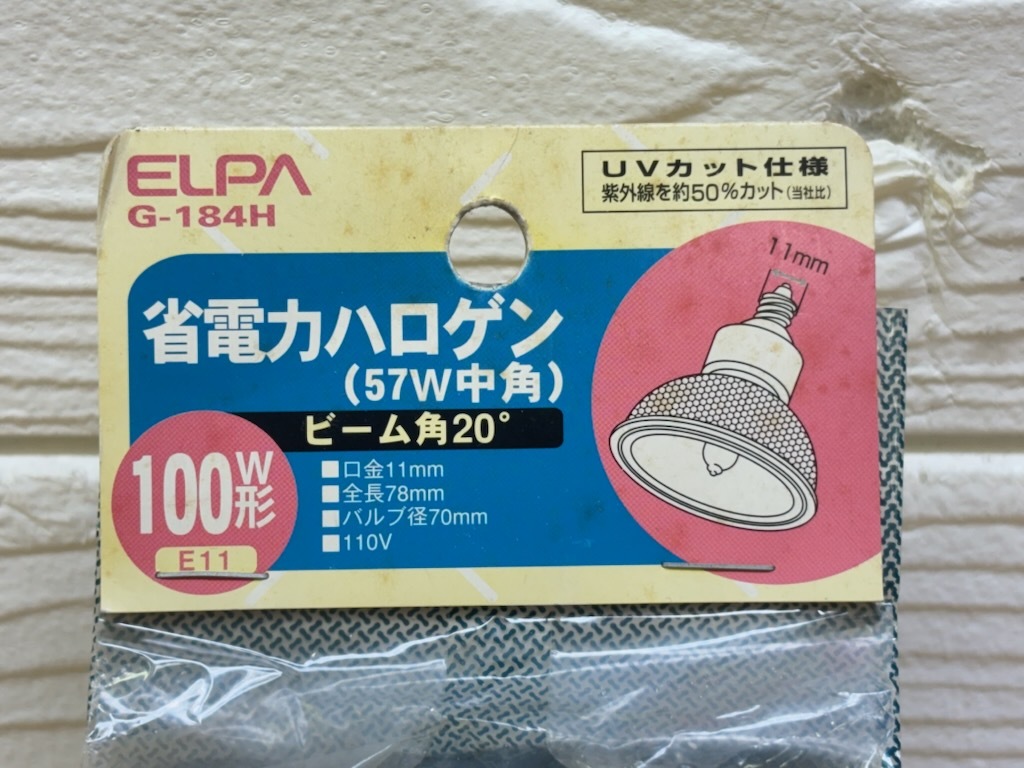 ELPA
G-184H
UVカット仕様
紫外線を約50%カット(当社比)
11mm
省電力ハロゲン
(57W中角)
ビーム角20°
100W形
E11
■口金11mm
■全長78mm
■バルブ径70mm
■110V